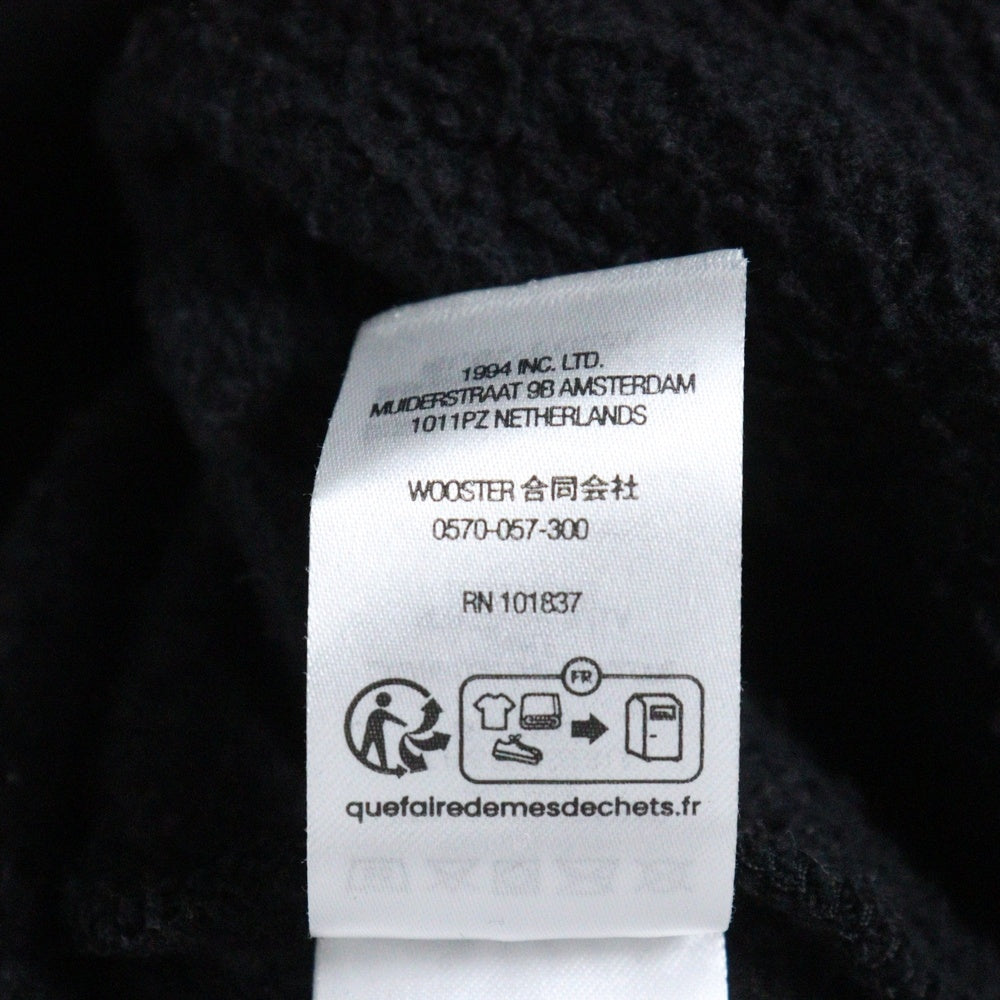 1994 INC. LTD.
MUIDERSTRAAT 9B AMSTERDAM
1011PZ NETHERLANDS
WOOSTER 合同会社
0570-057-300
RN 101837
FR
quefairedemesdechets.fr